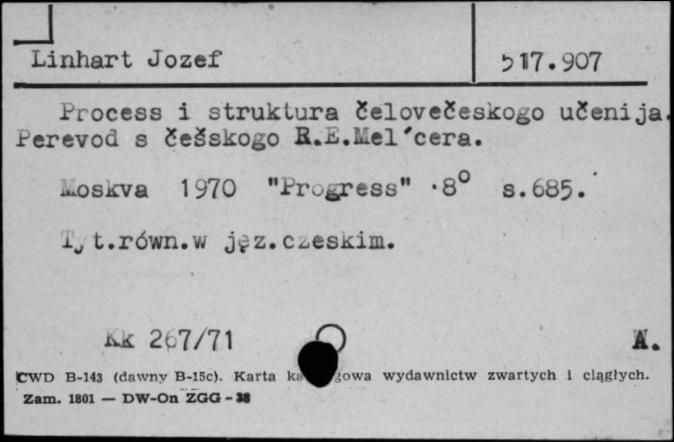 Linhart Jozef
517.907
Process i struktura čelovečeskogo učenija.
Perevod s češskogo R.E.Mel'cera.
Moskva 1970 "Progress" 8° s.685.
Tyt.równ.w jęz.czeskim.
Kk 267/71
A.
CWD B-143 (dawny B-15c). Karta wydawnictw zwartych i ciągłych.
Zam. 1801 — DW-On ZGG - 38